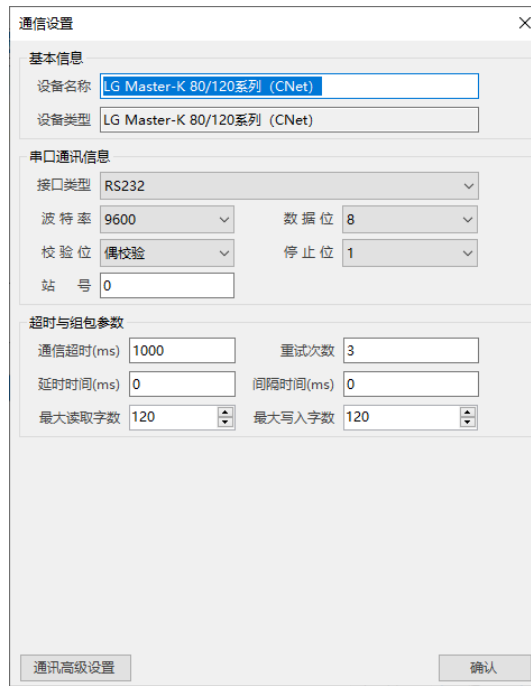 通信设置
基本信息
设备名称 LG Master-K 80/120系列（CNet）
设备类型 LG Master-K 80/120系列（CNet）
串口通讯信息
接口类型 RS232
波特率 9600 数据位 8
校验位 偶校验 停止位 1
站号 0
超时与组包参数
通信超时(ms) 1000 重试次数 3
延时时间(ms) 0 间隔时间(ms) 0
最大读取字数 120 最大写入字数 120
通讯高级设置 确认